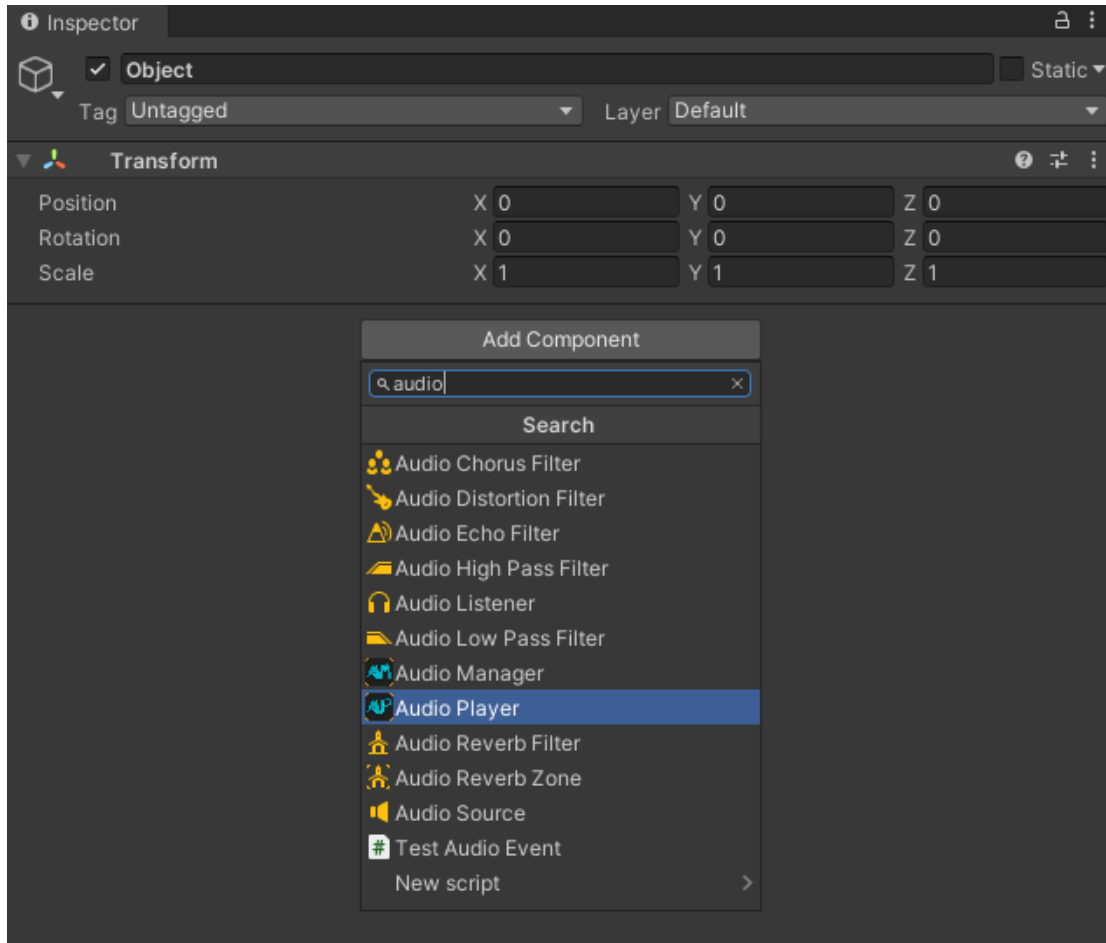 Inspector
Object Static
Tag Untagged Layer Default
Transform
Position X 0 Y 0 Z 0
Rotation X 0 Y 0 Z 0
Scale X 1 Y 1 Z 1
Add Component
audio
Search
Audio Chorus Filter
Audio Distortion Filter
Audio Echo Filter
Audio High Pass Filter
Audio Listener
Audio Low Pass Filter
Audio Manager
Audio Player
Audio Reverb Filter
Audio Reverb Zone
Audio Source
# Test Audio Event
New script